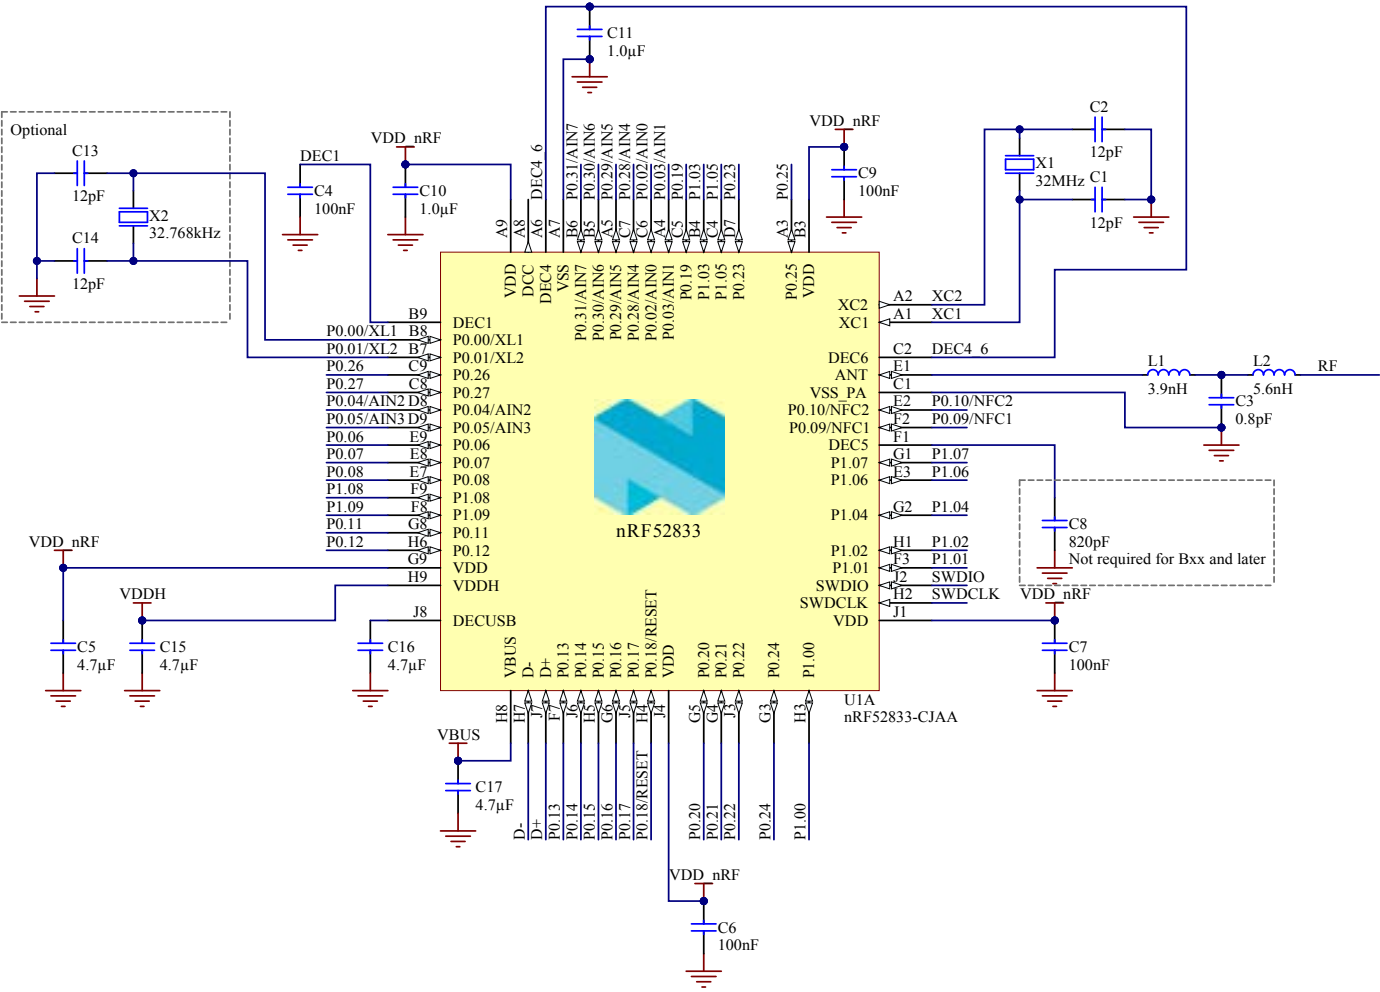 C11
1.0µF
Optional
C13
12pF
X2
32.768kHz
C14
12pF
DEC1
C4
100nF
VDD_nRF
C10
1.0µF
DEC4_6
P0.31/AIN7
P0.30/AIN6
P0.29/AIN5
P0.28/AIN4
P0.02/AIN0
P0.03/AIN1
P0.19
P1.03
P1.05
P0.23
P0.25
VDD_nRF
C9
100nF
C2
12pF
X1
32MHz
C1
12pF
A9
A8
A6
A7
B6
B5
A5
C7
C6
A4
C5
B4
C4
D7
A3
B3
VDD
DCC
DEC4
VSS
P0.31/AIN7
P0.30/AIN6
P0.29/AIN5
P0.28/AIN4
P0.02/AIN0
P0.03/AIN1
P0.19
P1.03
P1.05
P0.23
P0.25
VDD
B9 DEC1
P0.00/XL1 B8 P0.00/XL1
P0.01/XL2 B7 P0.01/XL2
P0.26 C9 P0.26
P0.27 C8 P0.27
P0.04/AIN2 D8 P0.04/AIN2
P0.05/AIN3 D9 P0.05/AIN3
P0.06 E9 P0.06
P0.07 E8 P0.07
P0.08 E7 P0.08
P1.08 F9 P1.08
P1.09 F8 P1.09
P0.11 G8 P0.11
P0.12 H6 P0.12
G9 VDD
H9 VDDH
J8 DECUSB
XC2 A2 XC2
XC1 A1 XC1
DEC6 C2 DEC4_6
ANT E1
VSS_PA C1
P0.10/NFC2 E2 P0.10/NFC2
P0.09/NFC1 F2 P0.09/NFC1
DEC5 F1
P1.07 G1 P1.07
P1.06 E3 P1.06
P1.04 G2 P1.04
P1.02 H1 P1.02
P1.01 F3 P1.01
SWDIO J2 SWDIO
SWDCLK H2 SWDCLK
VDD J1
L1
3.9nH
L2
5.6nH
RF
C3
0.8pF
C8
820pF
Not required for Bxx and later
VDD_nRF
C7
100nF
nRF52833
VDD_nRF
VDDH
C5
4.7µF
C15
4.7µF
C16
4.7µF
VBUS
D-
D+
P0.13
P0.14
P0.15
P0.16
P0.17
P0.18/RESET
VDD
P0.20
P0.21
P0.22
P0.24
P1.00
U1A
nRF52833-CJAA
H8
H7
J7
F7
J6
H5
G6
J5
H4
J4
G5
G4
J3
G3
H3
VBUS
C17
4.7µF
D-
D+
P0.13
P0.14
P0.15
P0.16
P0.17
P0.18/RESET
P0.20
P0.21
P0.22
P0.24
P1.00
VDD_nRF
C6
100nF